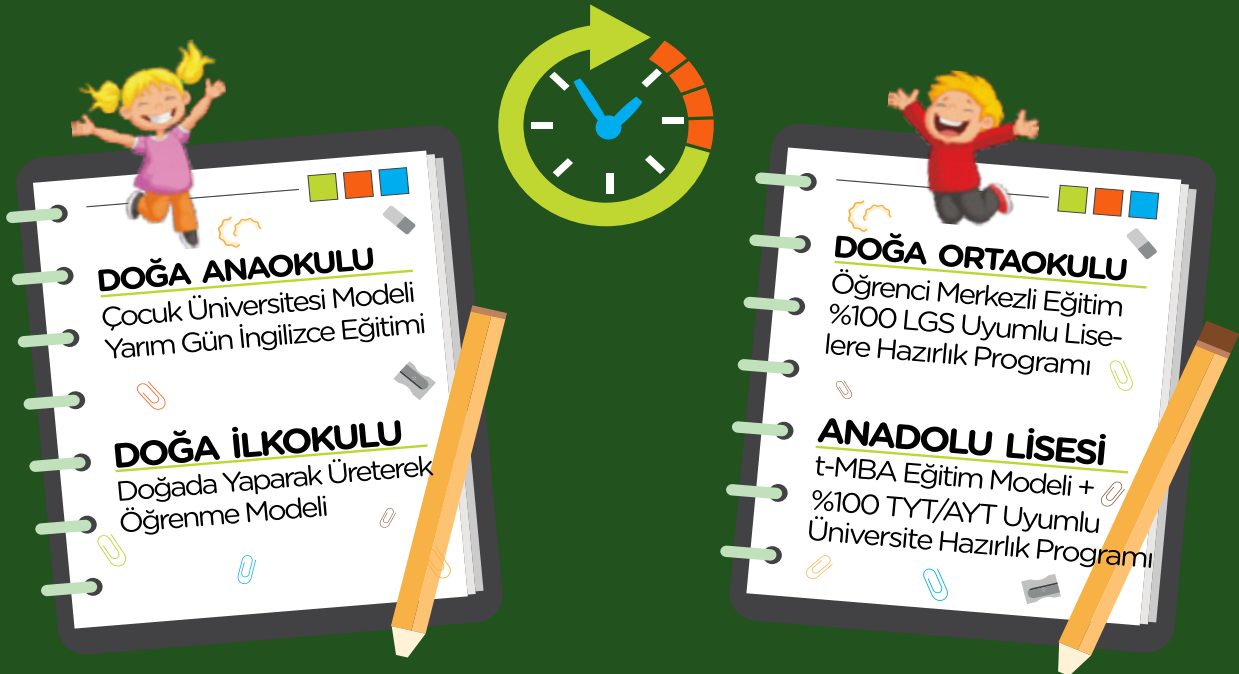 DOĞA ANAOKULU
Çocuk Üniversitesi Modeli
Yarım Gün İngilizce Eğitimi
DOĞA İLKOKULU
Doğada Yaparak Üreterek
Öğrenme Modeli
DOĞA ORTAOKULU
Öğrenci Merkezli Eğitim
%100 LGS Uyumlu Lise-
lere Hazırlık Programı
ANADOLU LİSESİ
t-MBA Eğitim Modeli +
%100 TYT/AYT Uyumlu
Üniversite Hazırlık Programı